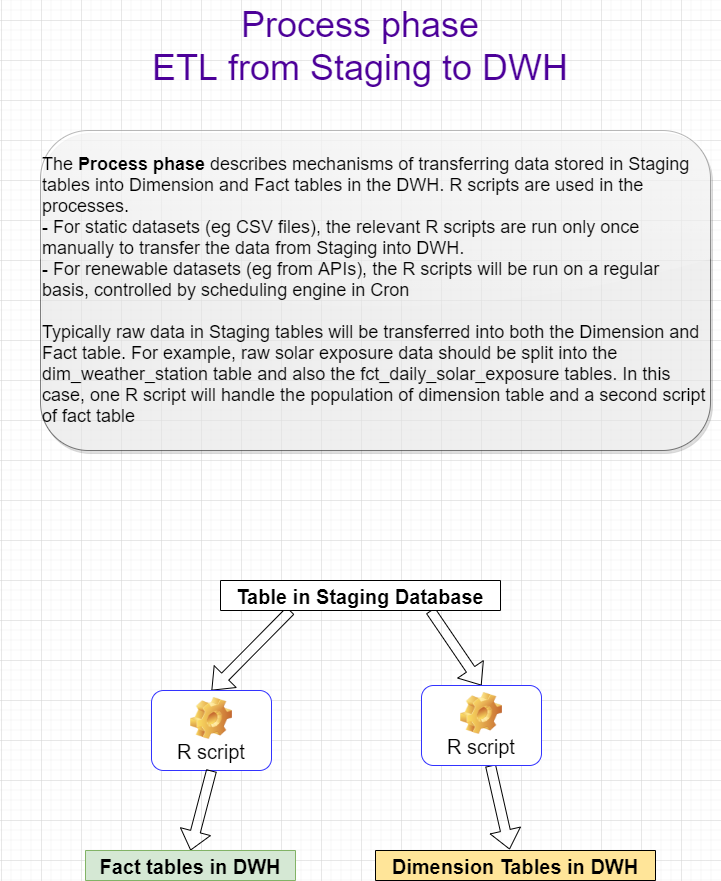 Process phase
ETL from Staging to DWH
The Process phase describes mechanisms of transferring data stored in Staging
tables into Dimension and Fact tables in the DWH. R scripts are used in the
processes.
- For static datasets (eg CSV files), the relevant R scripts are run only once
manually to transfer the data from Staging into DWH.
- For renewable datasets (eg from APIs), the R scripts will be run on a regular
basis, controlled by scheduling engine in Cron
Typically raw data in Staging tables will be transferred into both the Dimension and
Fact table. For example, raw solar exposure data should be split into the
dim_weather_station table and also the fct_daily_solar_exposure tables. In this
case, one R script will handle the population of dimension table and a second script
of fact table
Table in Staging Database
R script
R script
Fact tables in DWH
Dimension Tables in DWH